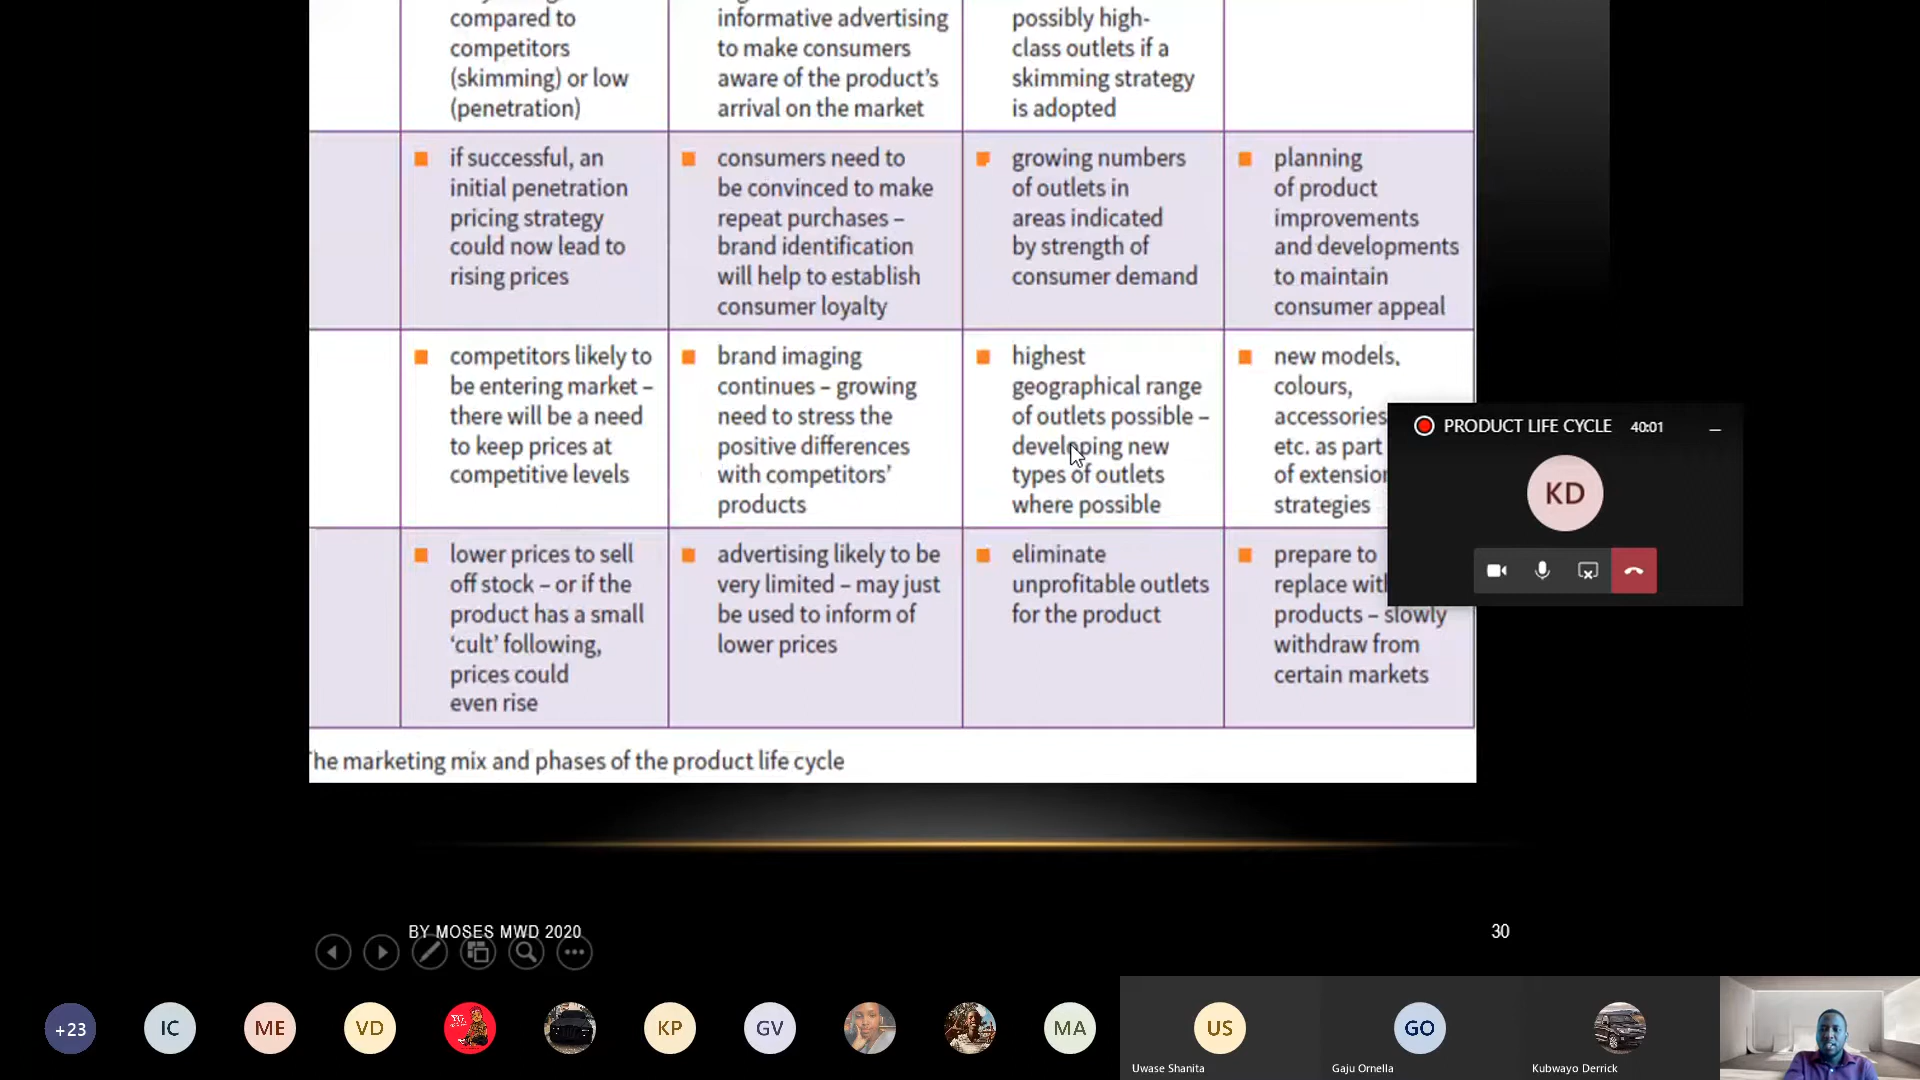 compared to
competitors
(skimming) or low
(penetration)
informative advertising
to make consumers
aware of the product's
arrival on the market
possibly high-
class outlets if a
skimming strategy
is adopted
if successful, an
initial penetration
pricing strategy
could now lead to
rising prices
consumers need to
be convinced to make
repeat purchases –
brand identification
will help to establish
consumer loyalty
growing numbers
of outlets in
areas indicated
by strength of
consumer demand
planning
of product
improvements
and developments
to maintain
consumer appeal
competitors likely to
be entering market –
there will be a need
to keep prices at
competitive levels
brand imaging
continues – growing
need to stress the
positive differences
with competitors'
products
highest
geographical range
of outlets possible –
developing new
types of outlets
where possible
new models,
colours,
accessories
etc. as part
of extension
strategies
lower prices to sell
off stock – or if the
product has a small
'cult' following,
prices could
even rise
advertising likely to be
very limited – may just
be used to inform of
lower prices
eliminate
unprofitable outlets
for the product
prepare to
replace with
products – slowly
withdraw from
certain markets
The marketing mix and phases of the product life cycle
PRODUCT LIFE CYCLE 40:01
KD
BY MOSES MWD 2020
30
+23
IC
ME
VD
KP
GV
MA
US
GO
Uwase Shanita
Gaju Ornella
Kubwayo Derrick